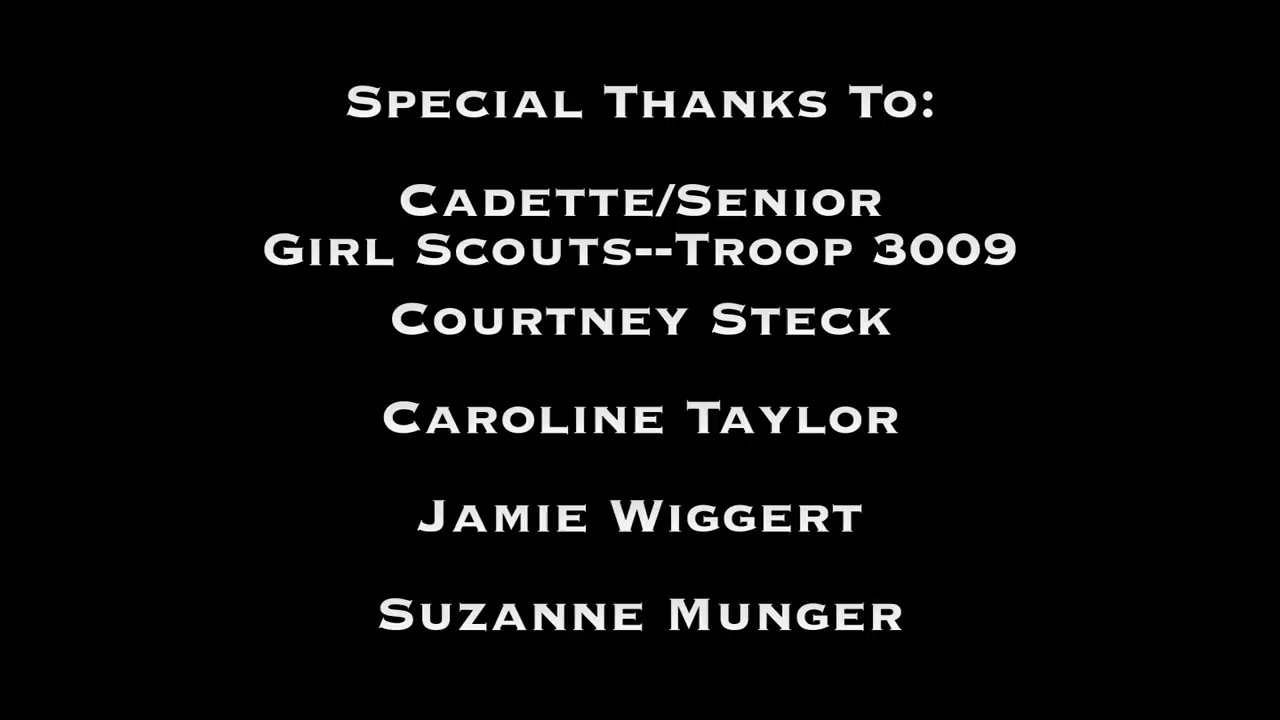 Special Thanks To:
Cadette/Senior
Girl Scouts--Troop 3009
Courtney Steck
Caroline Taylor
Jamie Wiggert
Suzanne Munger